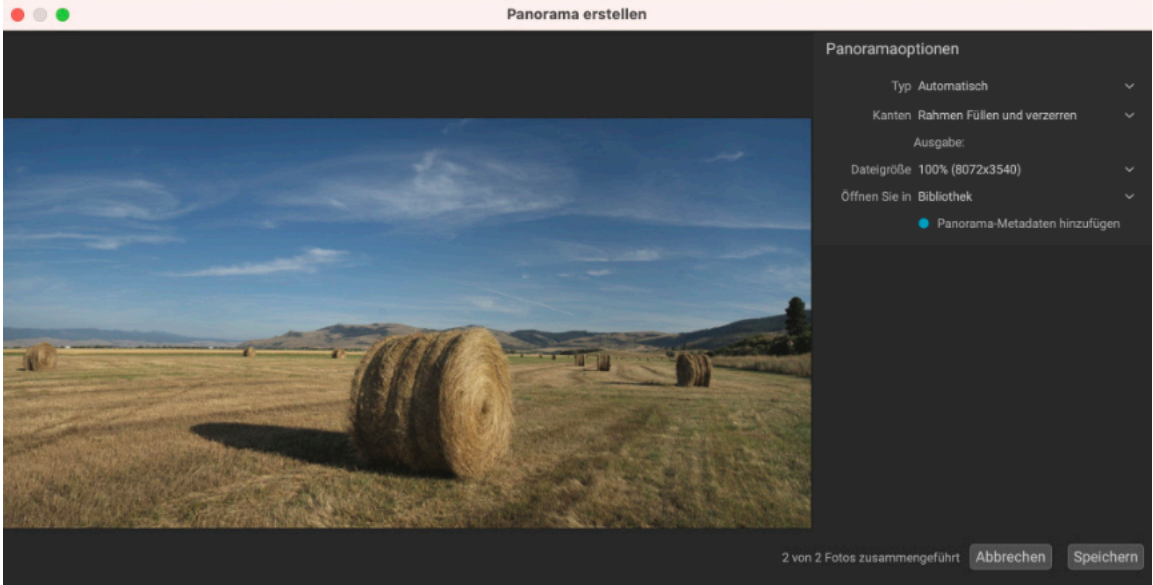 Panorama erstellen
Panoramaoptionen
Typ Automatisch
Kanten Rahmen Füllen und verzerren
Ausgabe:
Dateigröße 100% (8072x3540)
Öffnen Sie in Bibliothek
Panorama-Metadaten hinzufügen
2 von 2 Fotos zusammengeführt Abbrechen Speichern